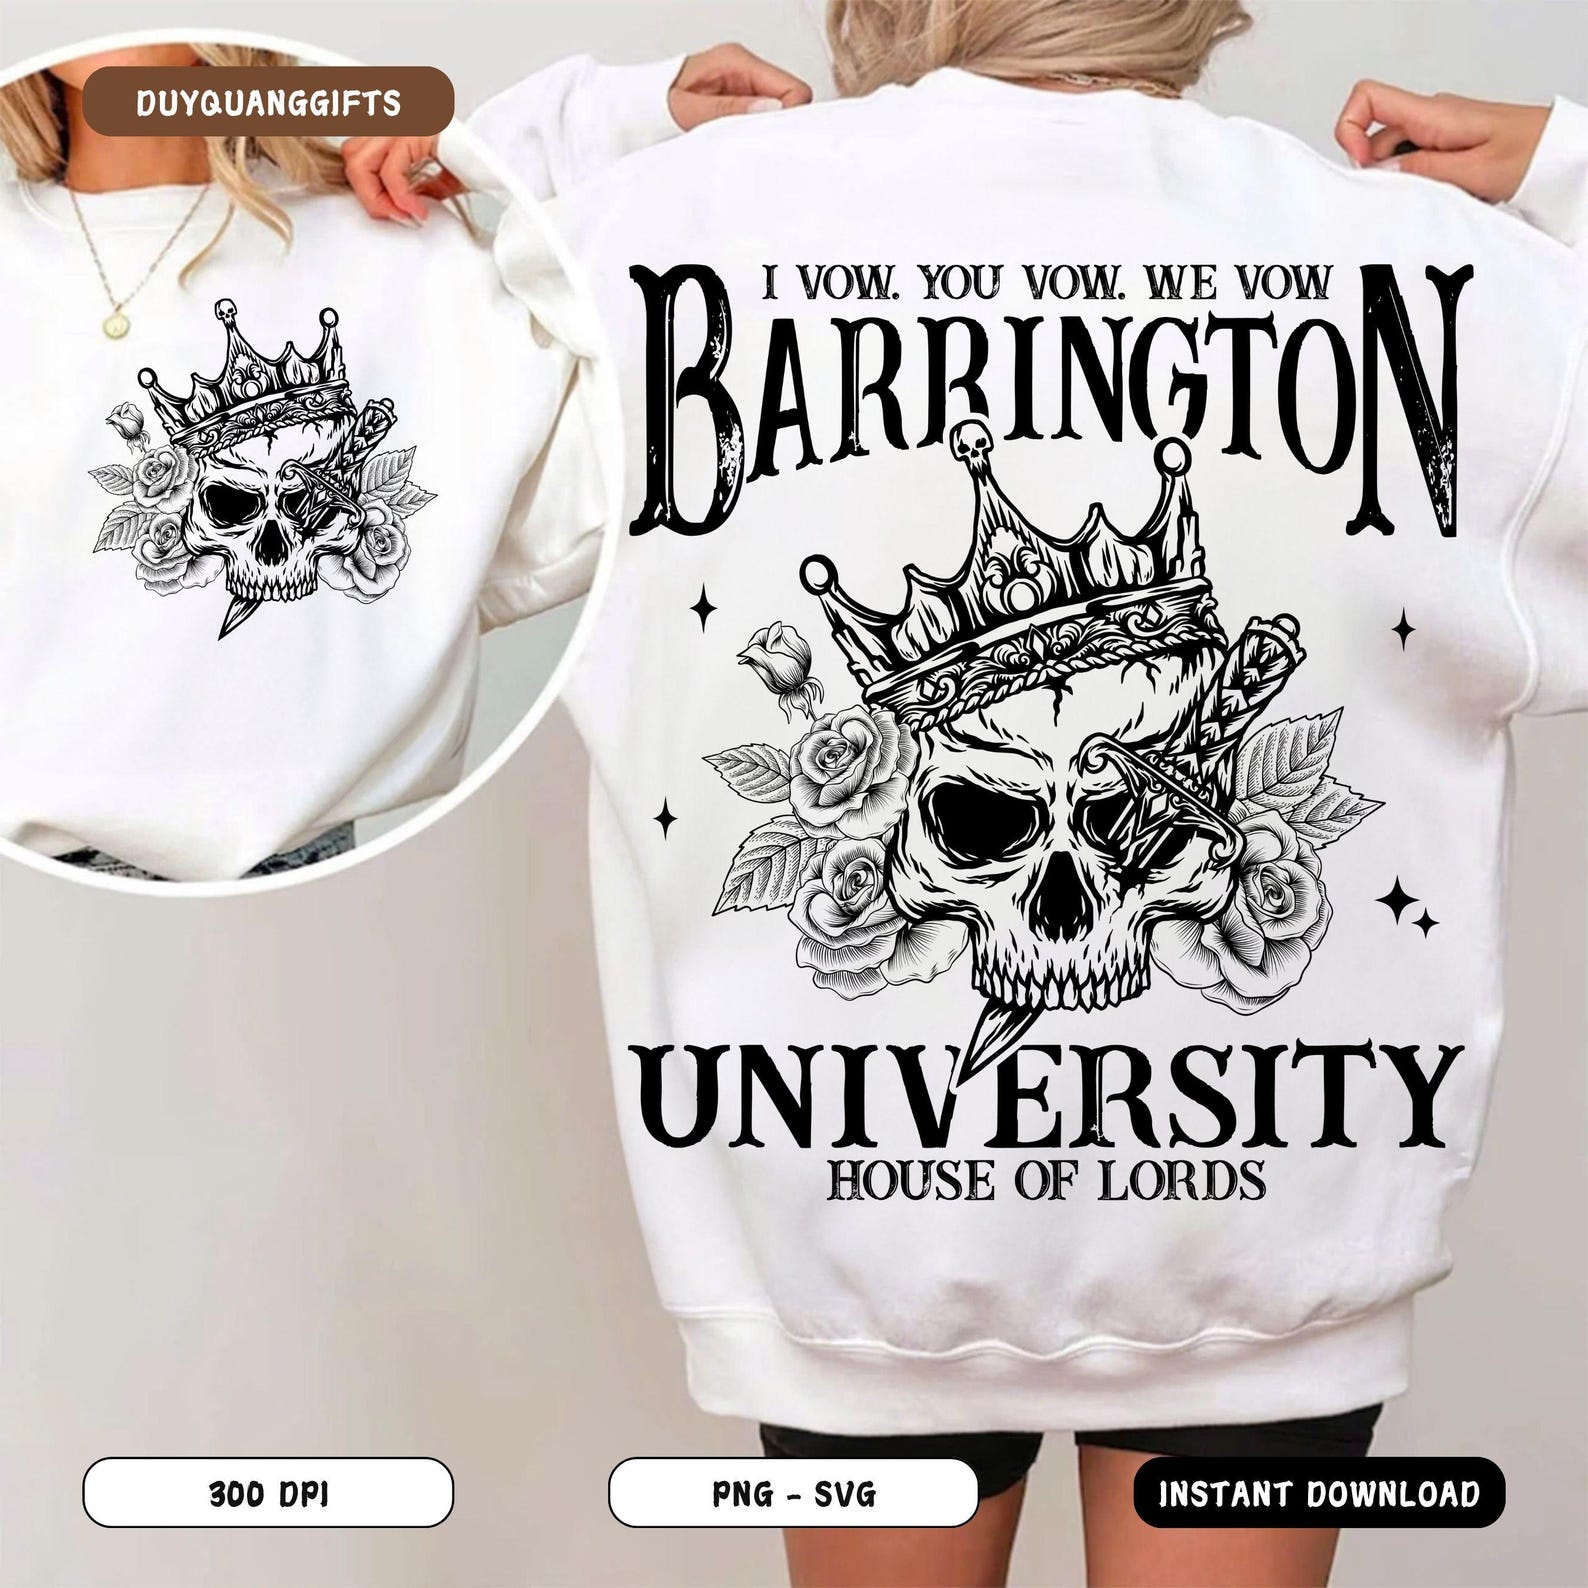 DUYQUANGGIFTS
I VOW. YOU VOW. WE VOW
BARRINGTON
UNIVERSITY
HOUSE OF LORDS
300 DPI
PNG - SVG
INSTANT DOWNLOAD